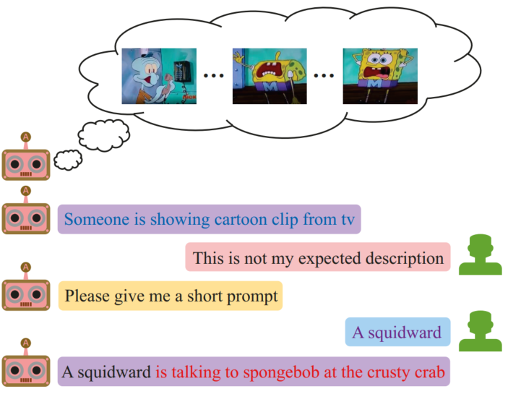 A
A
Someone is showing cartoon clip from tv
This is not my expected description
A
Please give me a short prompt
A squidward
A
A squidward is talking to spongebob at the crusty crab